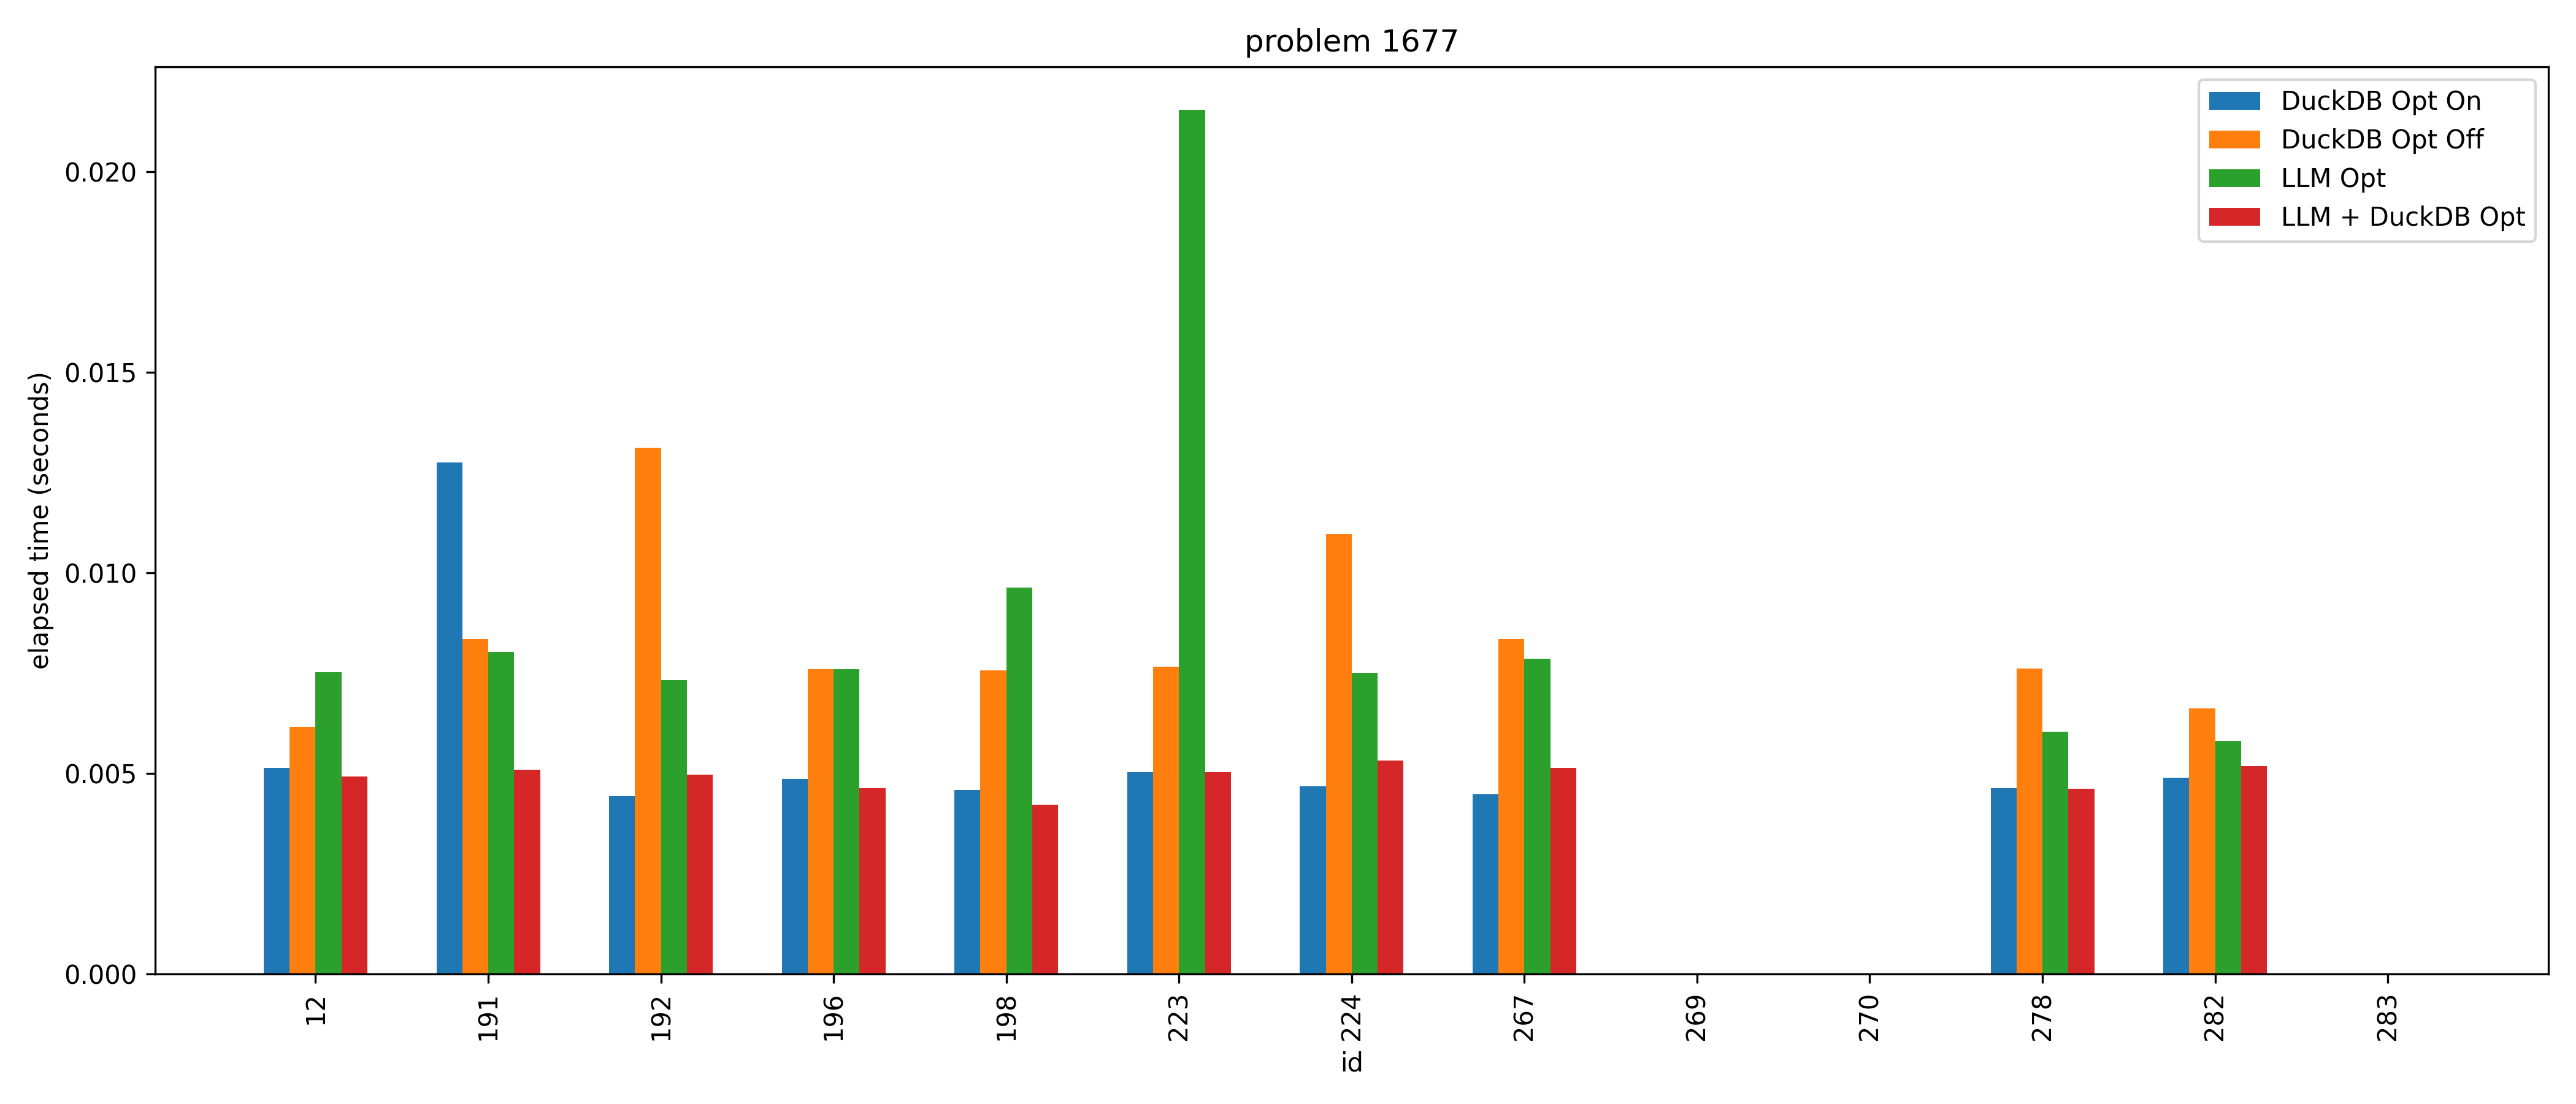 problem 1677
DuckDB Opt On
DuckDB Opt Off
LLM Opt
LLM + DuckDB Opt
elapsed time (seconds)
0.020
0.015
0.010
0.005
0.000
12
191
192
196
198
223
224
267
269
270
278
282
283
id